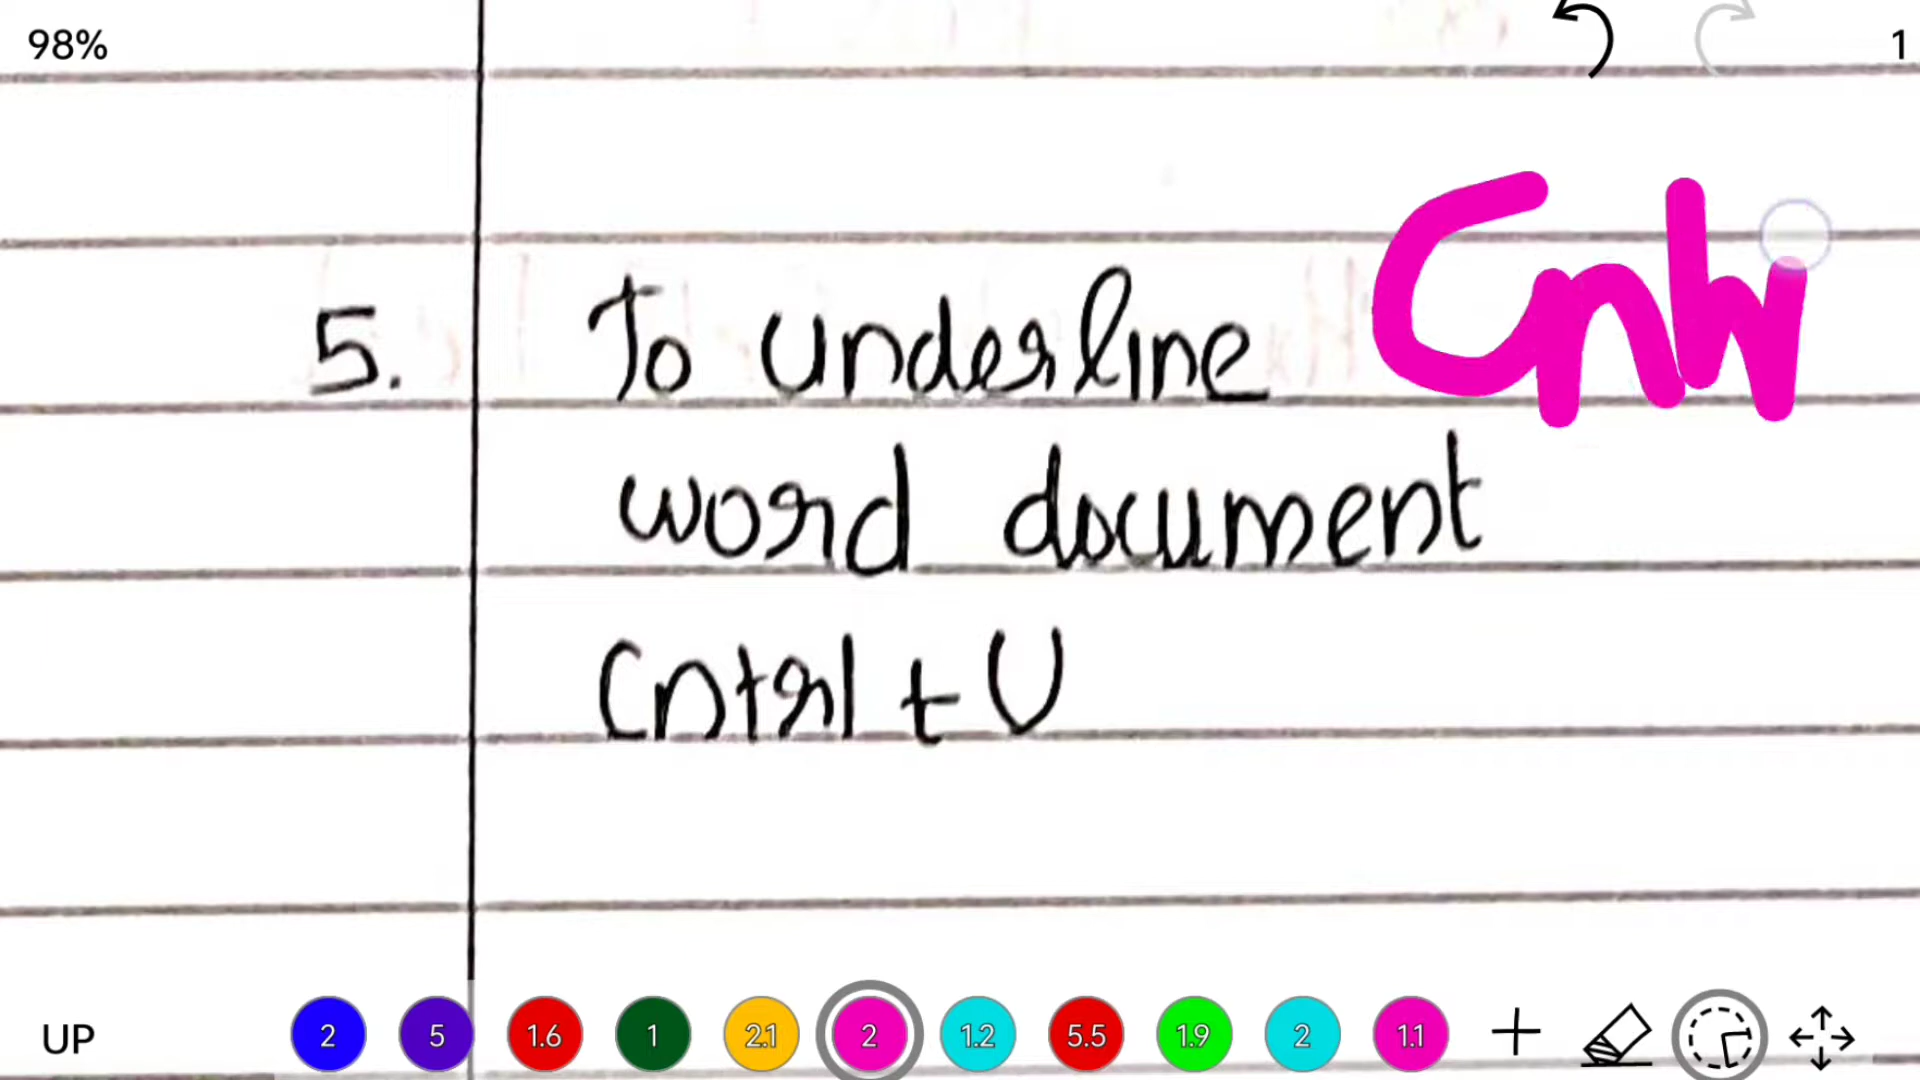 98%
1
5. To underline
word document
Cntrl + U
UP 2 5 1.6 1 2.1 2 1.2 5.5 1.9 2 1.1